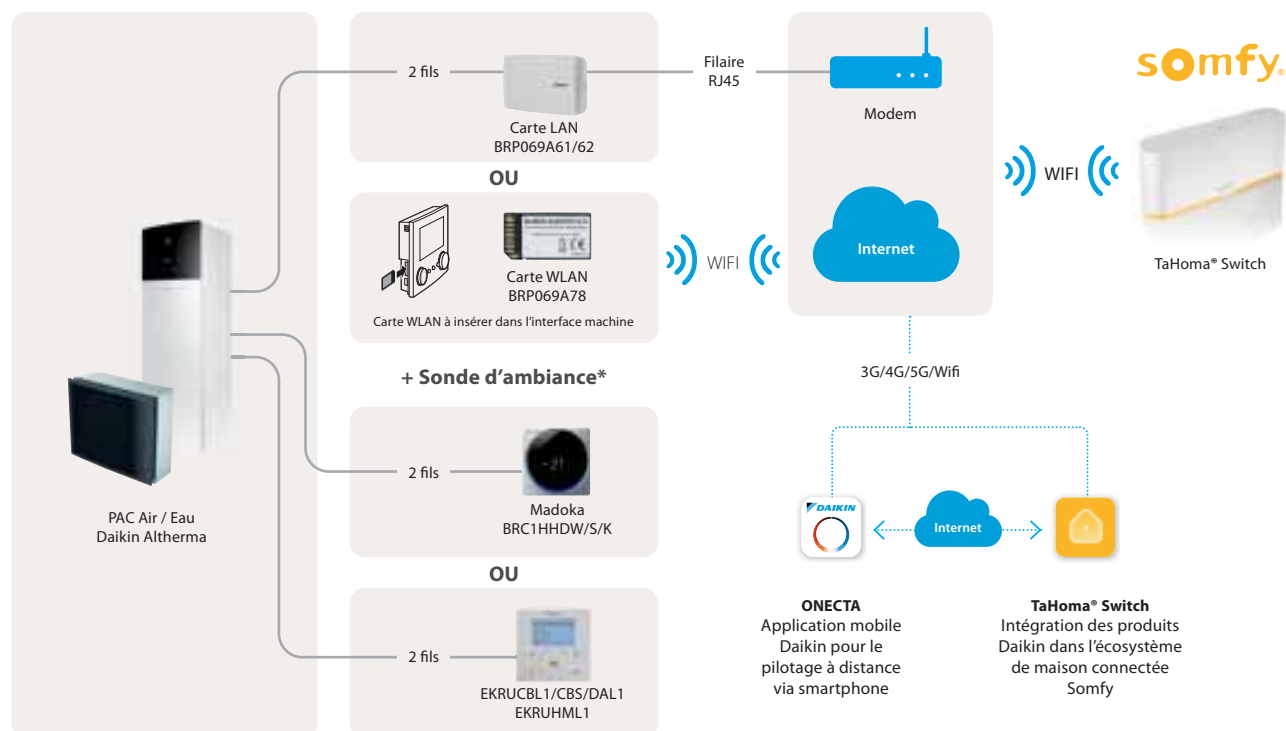 2 fils
Carte LAN
BRP069A61/62
Filaire
RJ45
Modem
somfy®
WIFI
TaHoma® Switch
OU
Carte WLAN
BRP069A78
Carte WLAN à insérer dans l'interface machine
WIFI
Internet
PAC Air / Eau
Daikin Altherma
+ Sonde d'ambiance*
2 fils
Madoka
BRC1HHDW/S/K
OU
2 fils
EKRUCBL1/CBS/DAL1
EKRUHML1
3G/4G/5G/Wifi
DAIKIN
Internet
ONECTA
Application mobile
Daikin pour le
pilotage à distance
via smartphone
TaHoma® Switch
Intégration des produits
Daikin dans l'écosystème
de maison connectée
Somfy